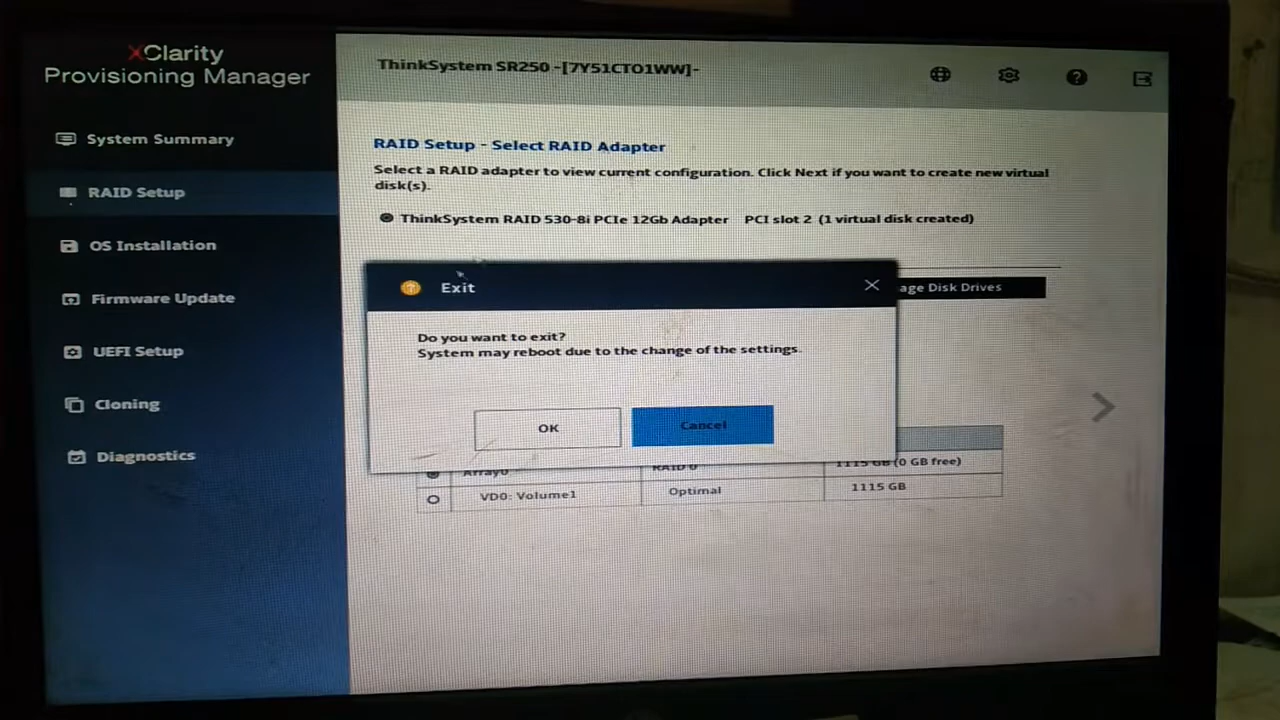 xClarity
Provisioning Manager
System Summary
RAID Setup
OS Installation
Firmware Update
UEFI Setup
Cloning
Diagnostics
ThinkSystem SR250 -[7Y51CTO1WW]-
RAID Setup - Select RAID Adapter
Select a RAID adapter to view current configuration. Click Next if you want to create new virtual
disk(s).
ThinkSystem RAID 530-8i PCIe 12Gb Adapter PCI slot 2 (1 virtual disk created)
age Disk Drives
Exit
Do you want to exit?
System may reboot due to the change of the settings.
OK Cancel
Array0 RAID 0 1115 GB (0 GB free)
VD0: Volume1 Optimal 1115 GB